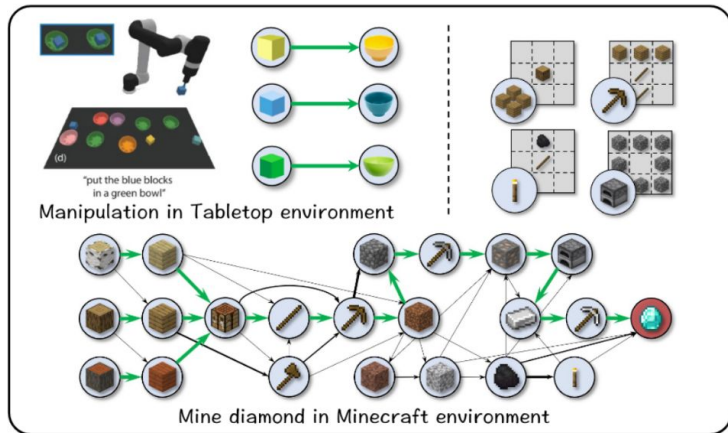 (d)
"put the blue blocks
in a green bowl"
Manipulation in Tabletop environment
Mine diamond in Minecraft environment